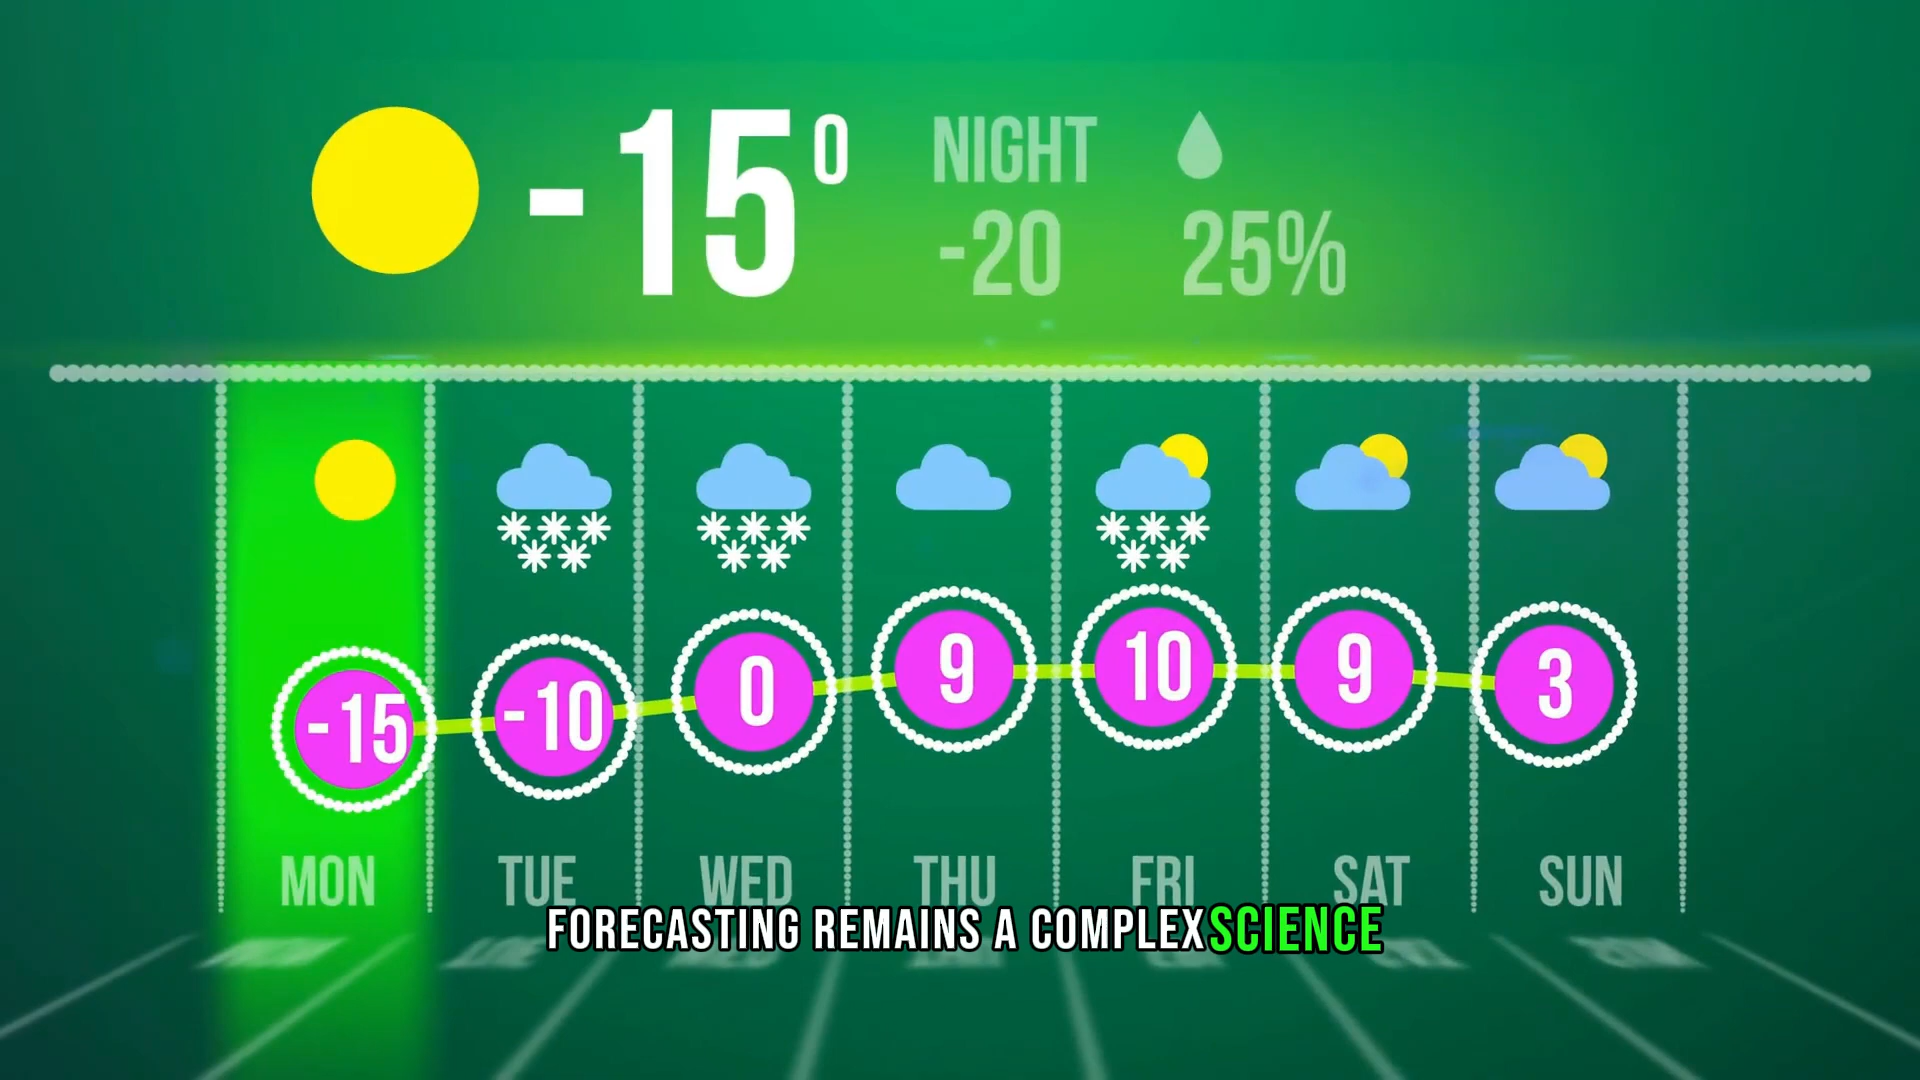 -15°
NIGHT
-20
25%
-15 -10 0 9 10 9 3
MON TUE WED THU FRI SAT SUN
FORECASTING REMAINS A COMPLEX SCIENCE